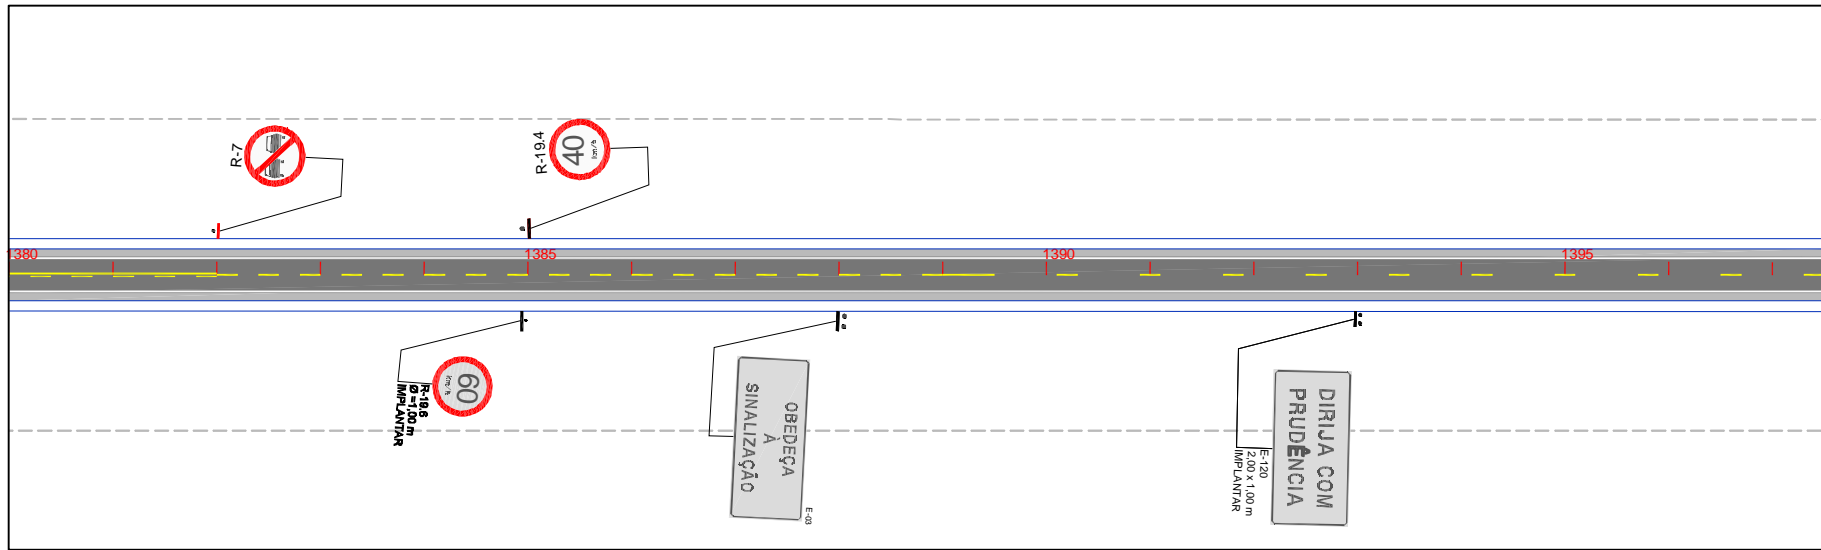 R-7
R-19.4
40
km/h
1380
1385
1390
1395
60
Km/h
R-19.6
Ø =1,00 m
IMPLANTAR
OBEDEÇA
À
SINALIZAÇÃO
E-03
DIRIJA COM
PRUDÊNCIA
E-120
2,00 x 1,00 m
IMPLANTAR